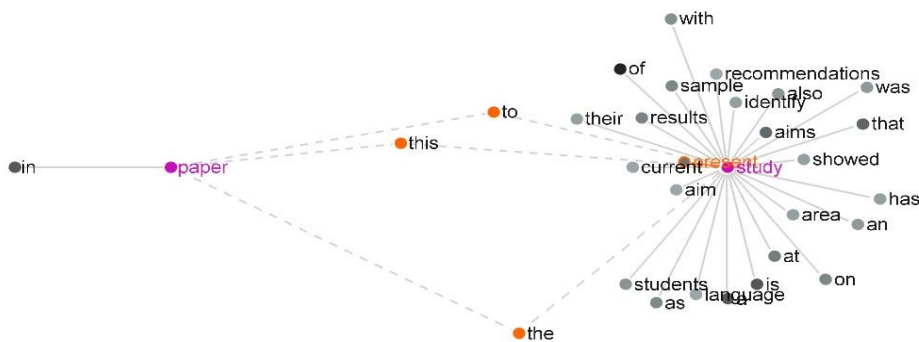 with
of
recommendations
sample
also
was
identify
to
their
results
that
this
aims
in
paper
current
present
showed
study
aim
has
area
an
at
students
language
is
on
as
a
the